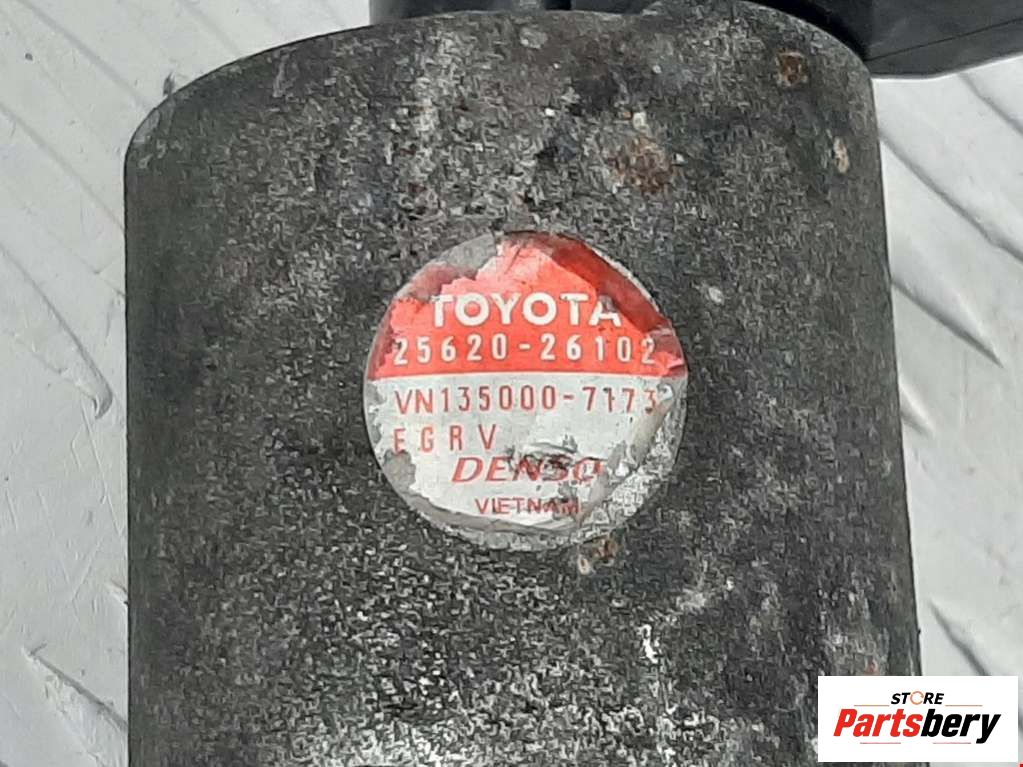 TOYOTA
25620-26102
VN135000-7173
EGRV
DENSO
VIETNAM
STORE
Partsbery